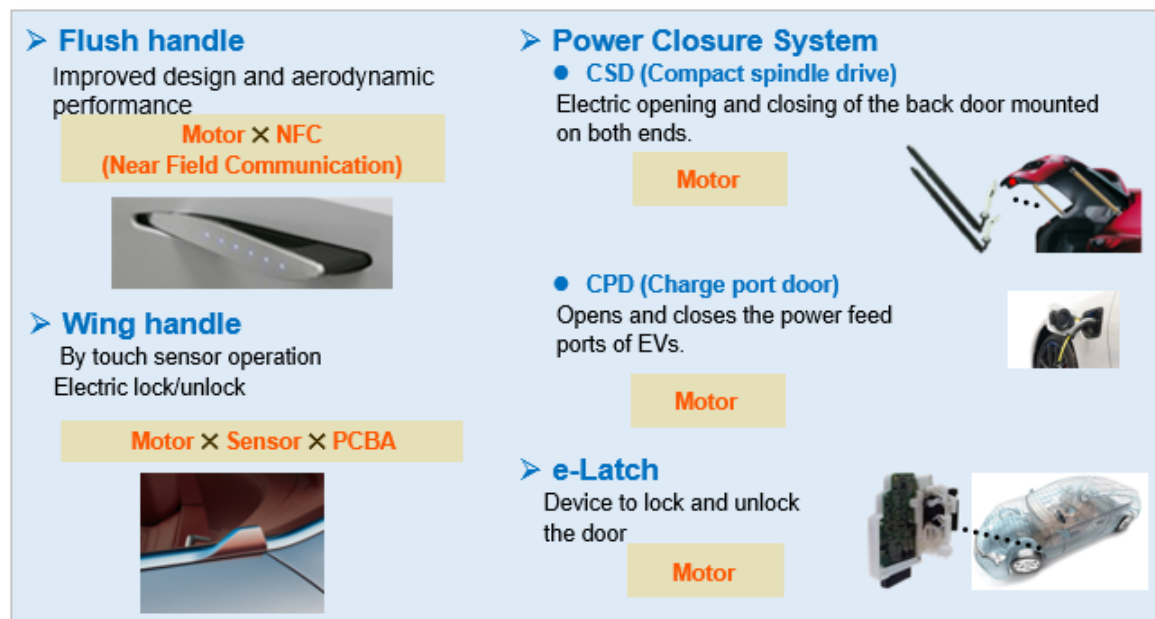 ➢ Flush handle
Improved design and aerodynamic
performance
Motor × NFC
(Near Field Communication)
➢ Wing handle
By touch sensor operation
Electric lock/unlock
Motor × Sensor × PCBA
➢ Power Closure System
● CSD (Compact spindle drive)
Electric opening and closing of the back door mounted
on both ends.
Motor
● CPD (Charge port door)
Opens and closes the power feed
ports of EVs.
Motor
➢ e-Latch
Device to lock and unlock
the door
Motor